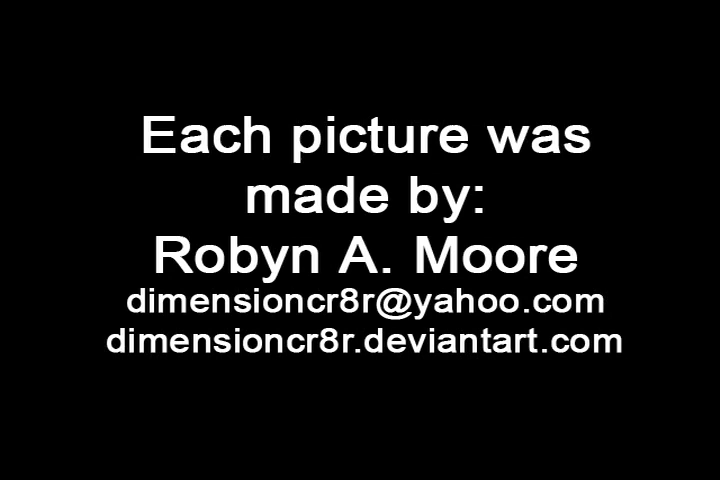 Each picture was
made by:
Robyn A. Moore
dimensioncr8r@yahoo.com
dimensioncr8r.deviantart.com